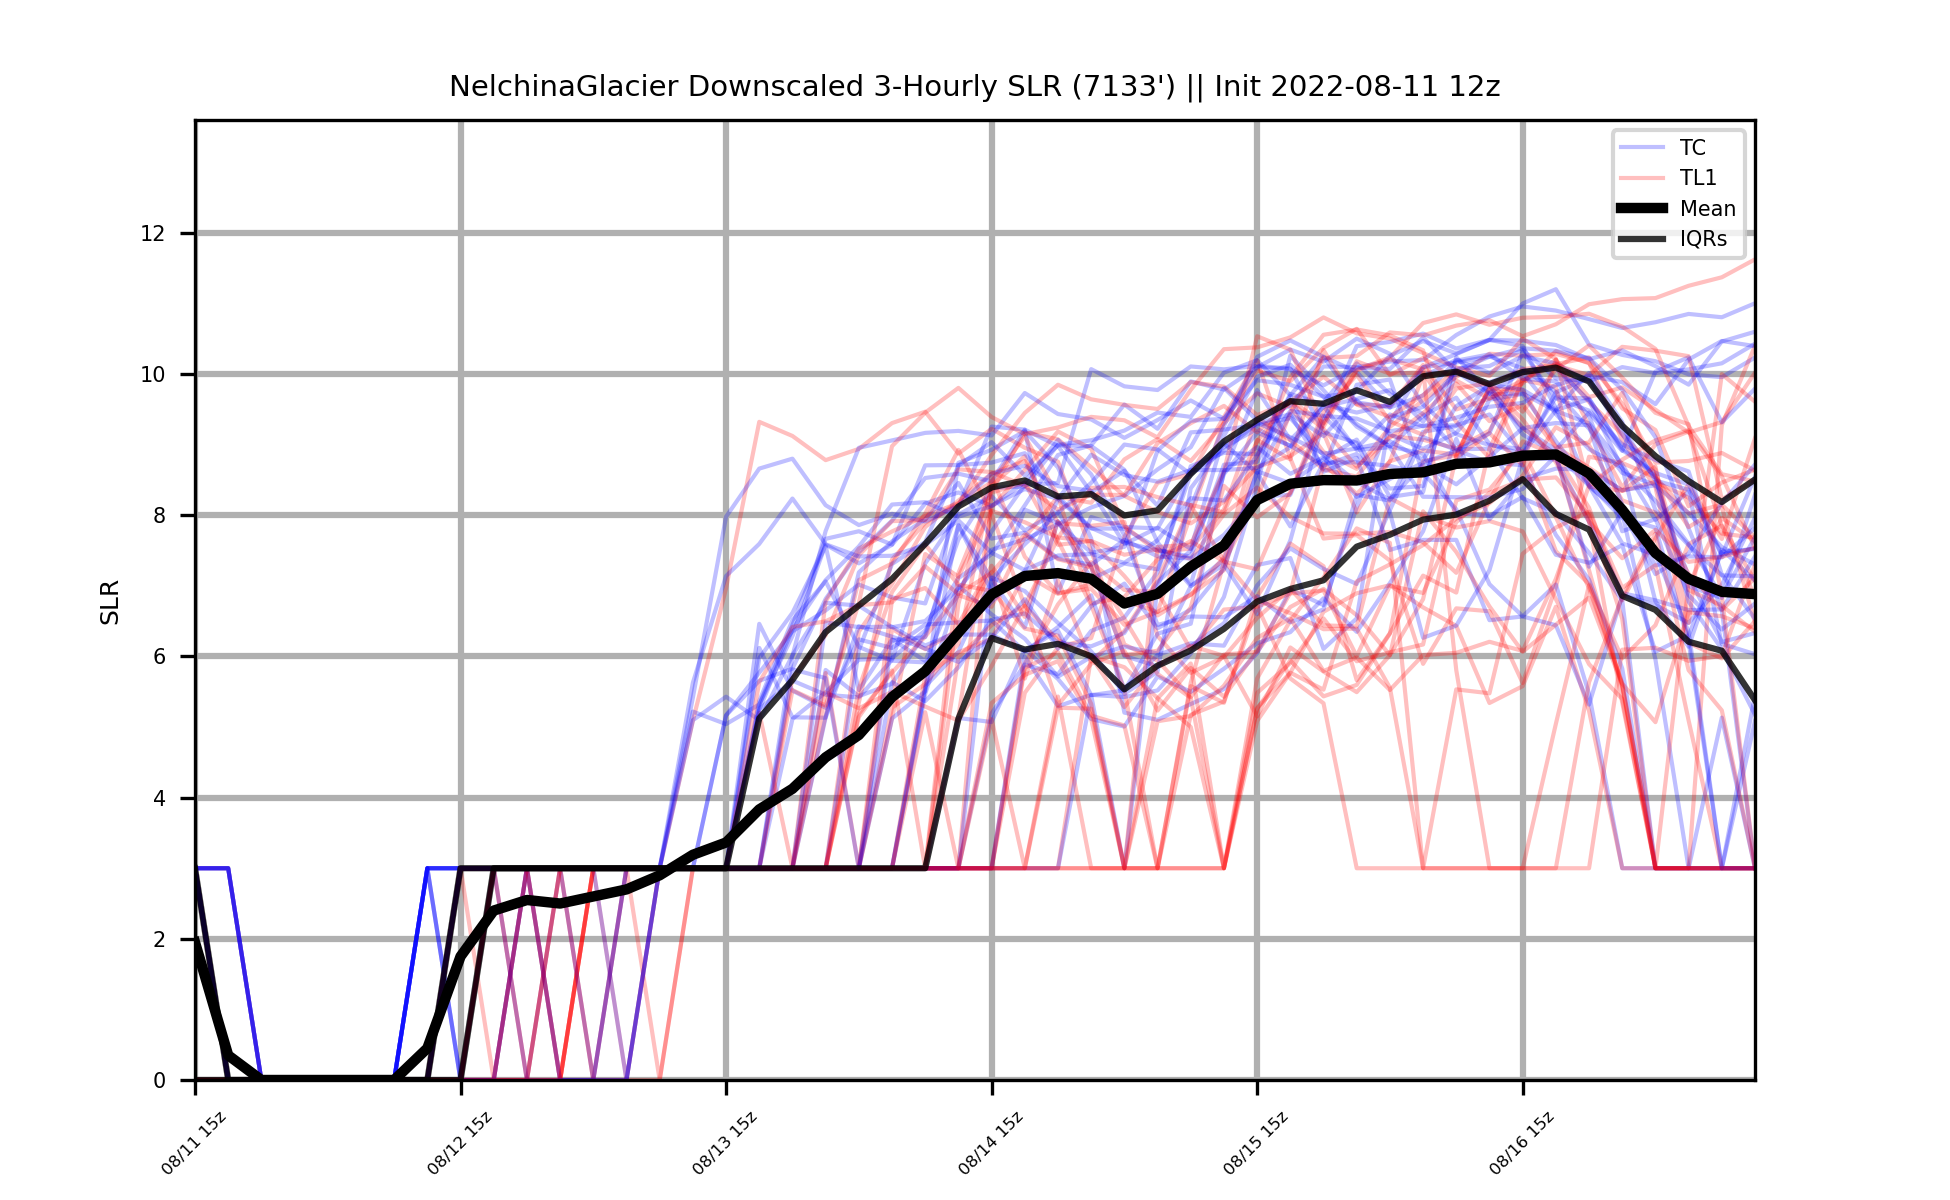 NelchinaGlacier Downscaled 3-Hourly SLR (7133') || Init 2022-08-11 12z
TC
TL1
Mean
IQRs
SLR
12
10
8
6
4
2
0
08/11 15z
08/12 15z
08/13 15z
08/14 15z
08/15 15z
08/16 15z